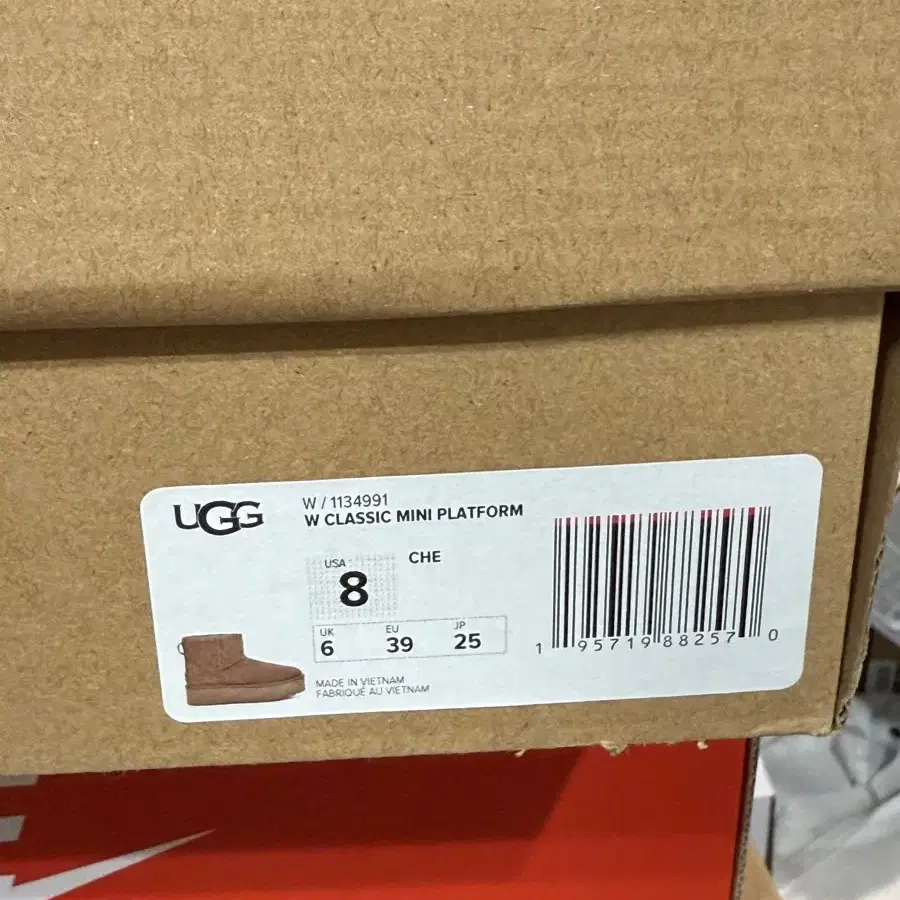 UGG
W / 1134991
W CLASSIC MINI PLATFORM
USA
8
CHE
UK
6
EU
39
JP
25
MADE IN VIETNAM
FABRIQUÉ AU VIETNAM
1 95719 88257 0